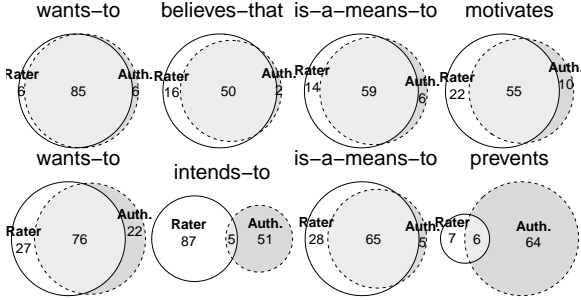 wants-to
believes-that
is-a-means-to
motivates
Rater
6
85
Auth.
6
Rater
16
50
Auth.
2
Rater
14
59
Auth.
6
Rater
22
55
Auth.
10
wants-to
intends-to
is-a-means-to
prevents
Rater
27
76
Auth.
22
Rater
87
5
Auth.
51
Rater
28
65
Auth.
5
Rater
7
6
Auth.
64